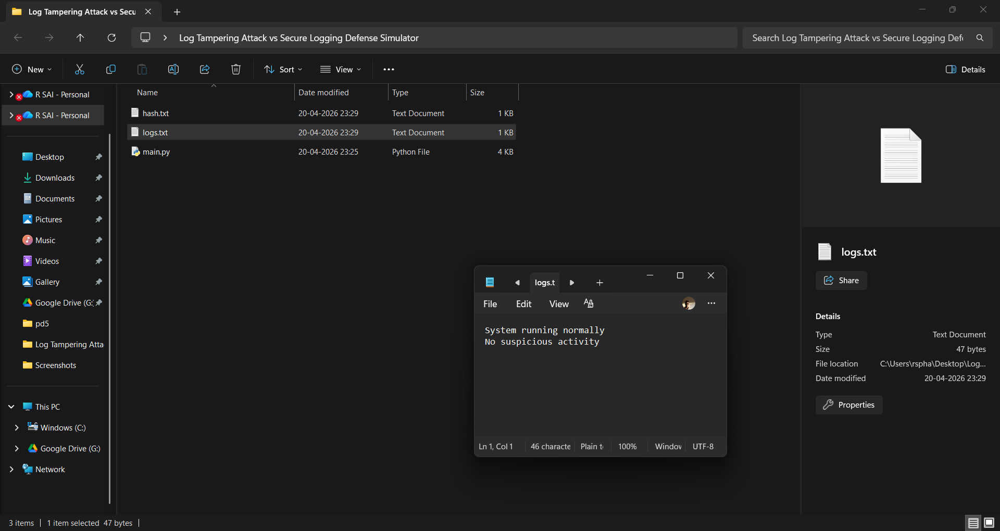 Log Tampering Attack vs Secu
Log Tampering Attack vs Secure Logging Defense Simulator
Search Log Tampering Attack vs Secure Logging Def
New
Sort
View
Details
R SAI - Personal
R SAI - Personal
Desktop
Downloads
Documents
Pictures
Music
Videos
Gallery
Google Drive (G:
pd5
Log Tampering Atta
Screenshots
This PC
Windows (C:)
Google Drive (G:)
Network
Name Date modified Type Size
hash.txt 20-04-2026 23:29 Text Document 1 KB
logs.txt 20-04-2026 23:29 Text Document 1 KB
main.py 20-04-2026 23:25 Python File 4 KB
logs.t
File Edit View
System running normally
No suspicious activity
Ln 1, Col 1 46 characte Plain t 100% Window UTF-8
logs.txt
Share
Details
Type Text Document
Size 47 bytes
File location C:\Users\rspha\Desktop\Log...
Date modified 20-04-2026 23:29
Properties
3 items 1 item selected 47 bytes